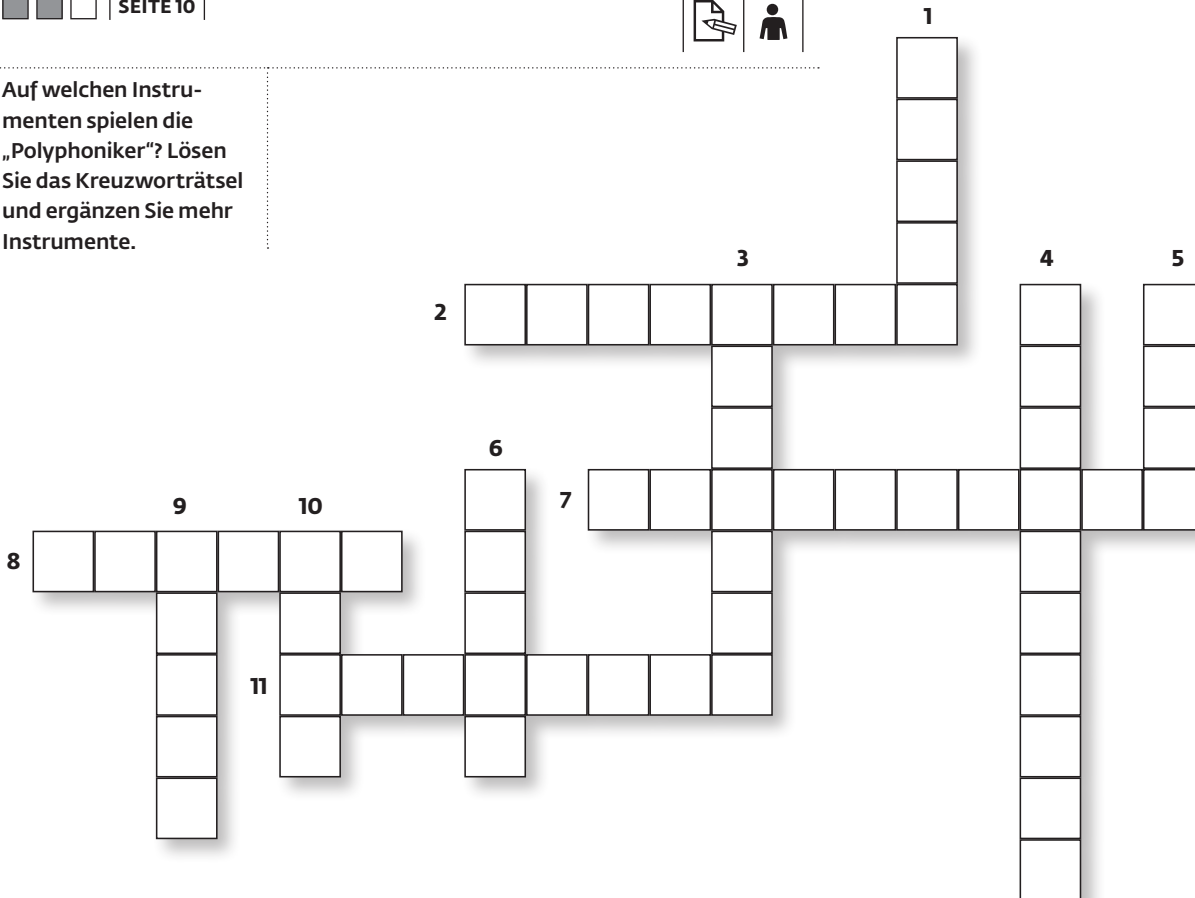 SEITE 10
Auf welchen Instru-
menten spielen die
„Polyphoniker“? Lösen
Sie das Kreuzworträtsel
und ergänzen Sie mehr
Instrumente.
1
3
4
5
2
6
7
9
10
8
11